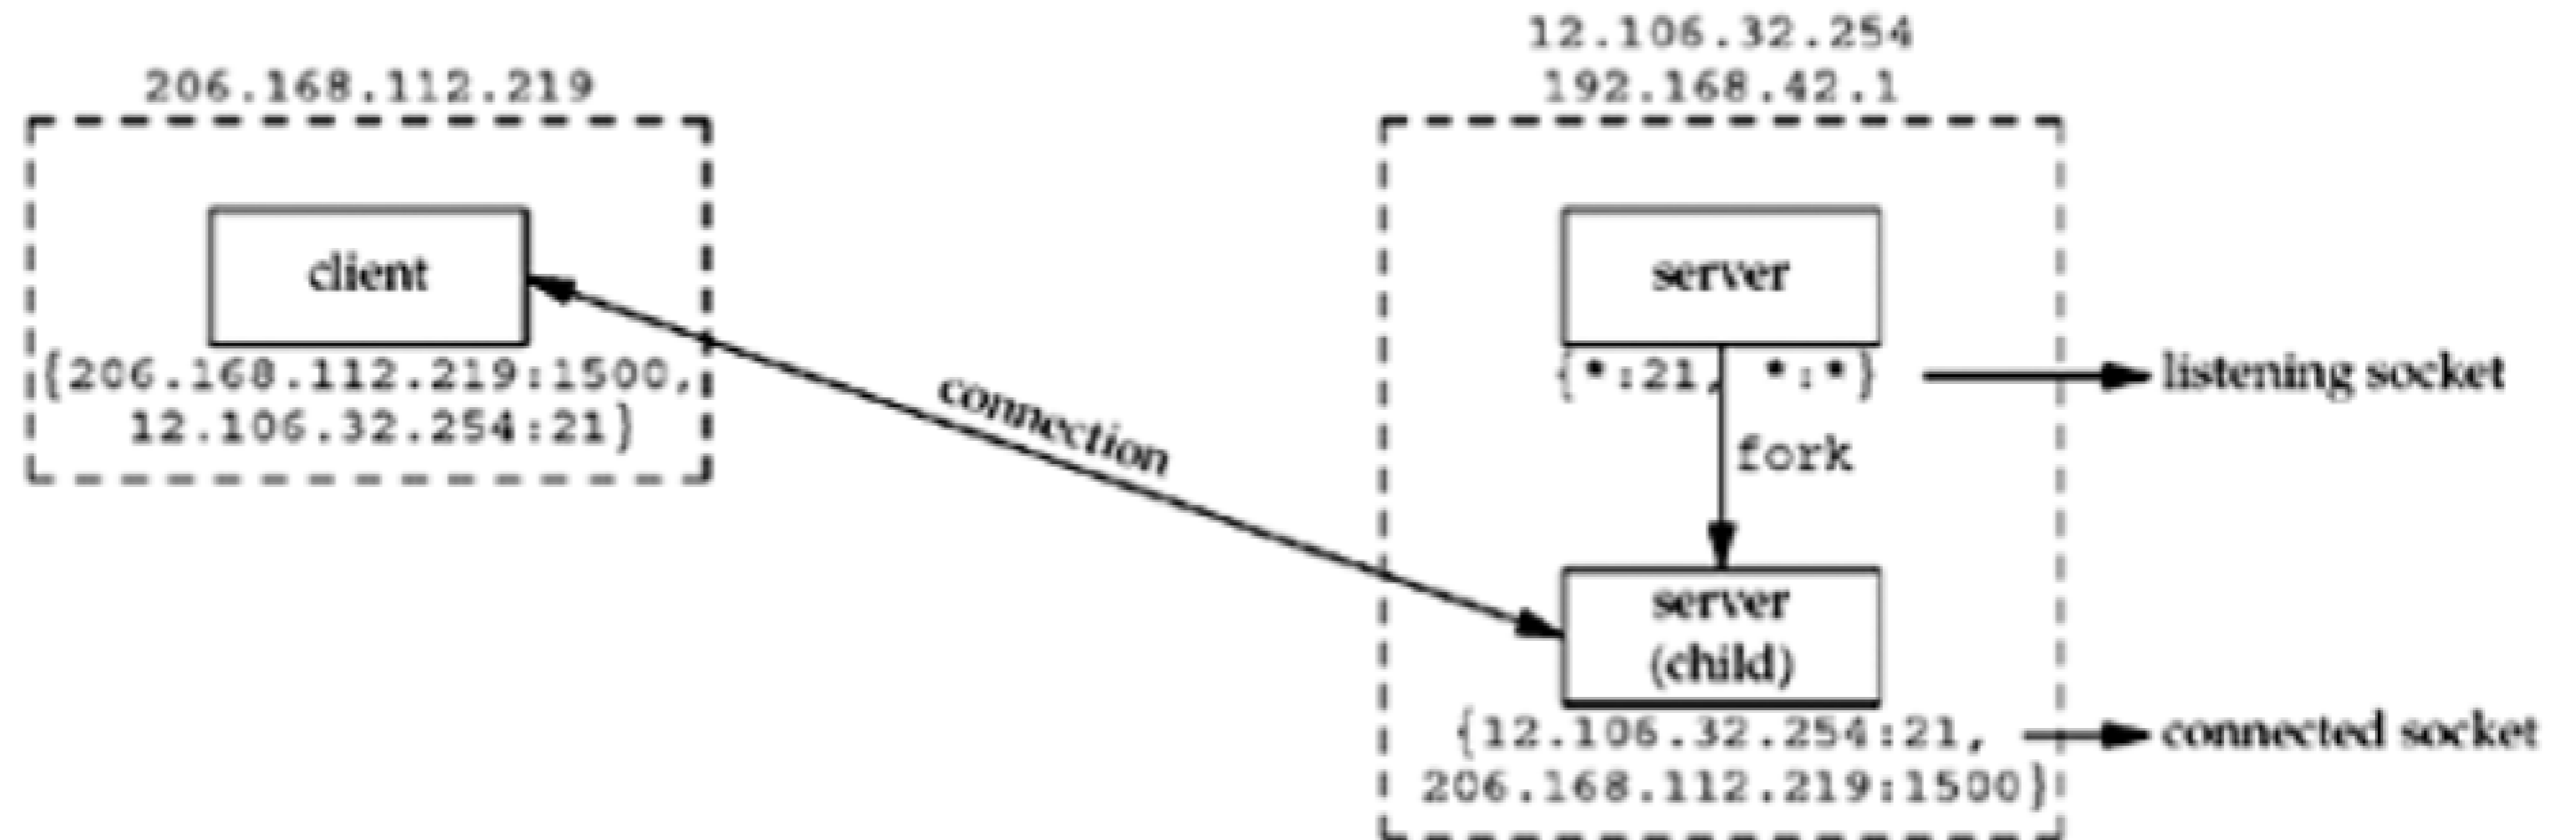 206.168.112.219
client
{206.168.112.219:1500,
12.106.32.254:21}
connection
12.106.32.254
192.168.42.1
server
{*:21, *:*}
listening socket
fork
server
(child)
{12.106.32.254:21,
206.168.112.219:1500}
connected socket